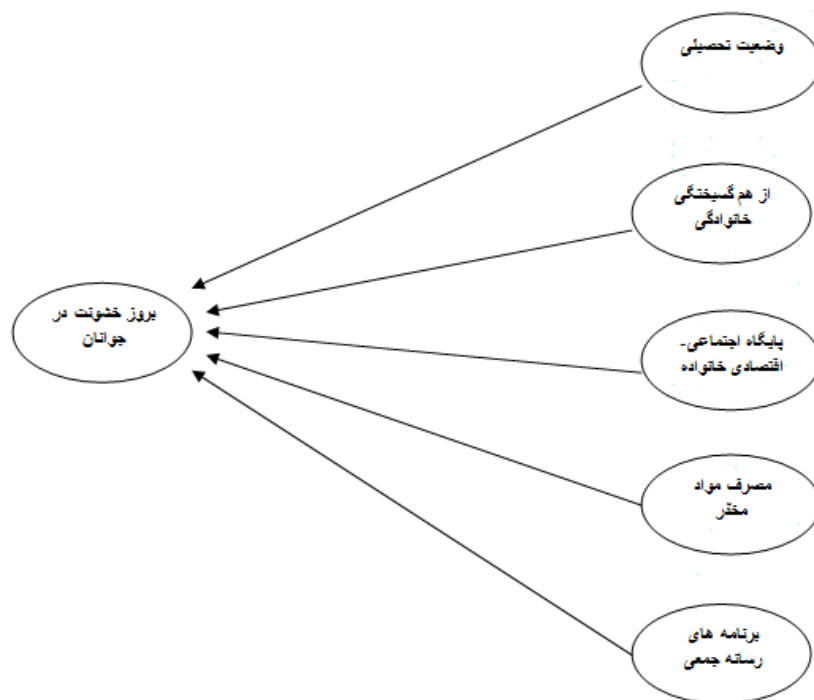 وضعیت تحصیلی
از هم گسیختگی
خانوادگی
بروز خشونت در
جوانان
پایگاه اجتماعی-
اقتصادی خانواده
مصرف مواد
مخدر
برنامه های
رسانه جمعی